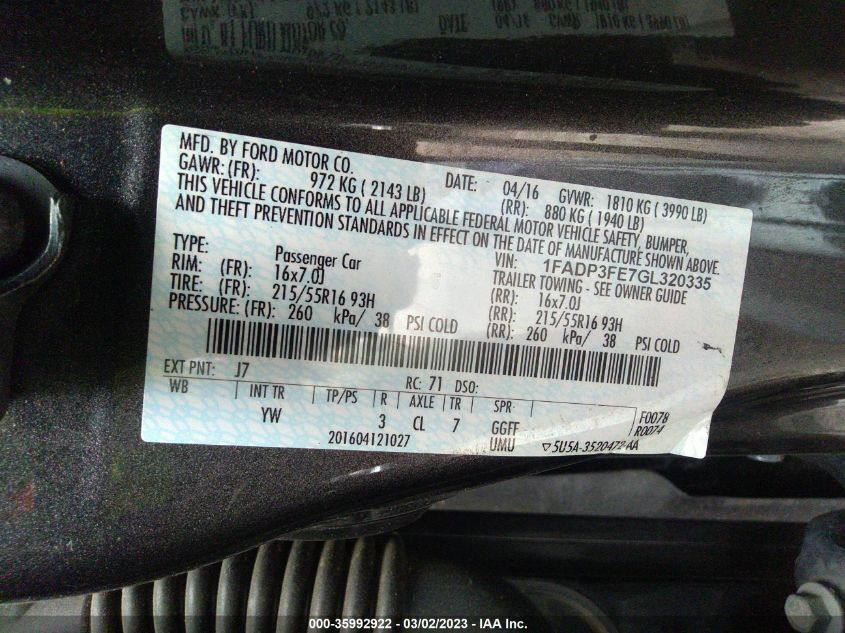 MFD. BY FORD MOTOR CO.
DATE: 04/16 GVWR: 1810 KG ( 3990 LB)
GAWR: (FR): 972 KG ( 2143 LB) (RR): 880 KG ( 1940 LB)
THIS VEHICLE CONFORMS TO ALL APPLICABLE FEDERAL MOTOR VEHICLE SAFETY, BUMPER,
AND THEFT PREVENTION STANDARDS IN EFFECT ON THE DATE OF MANUFACTURE SHOWN ABOVE.
VIN: 1FADP3FE7GL320335
TYPE: Passenger Car TRAILER TOWING - SEE OWNER GUIDE
RIM: (FR): 16x7.0J (RR): 16x7.0J
TIRE: (FR): 215/55R16 93H (RR): 215/55R16 93H
PRESSURE: (FR): 260 kPa/ 38 PSI COLD (RR): 260 kPa/ 38 PSI COLD
EXT PNT: J7 RC: 71 DSO:
WB INT TR TP/PS R AXLE TR SPR
YW 3 CL 7 GGFF F0078
201604121027 UMU R0074
5U5A-3520472-AA
000-35992922 - 03/02/2023 - IAA Inc.